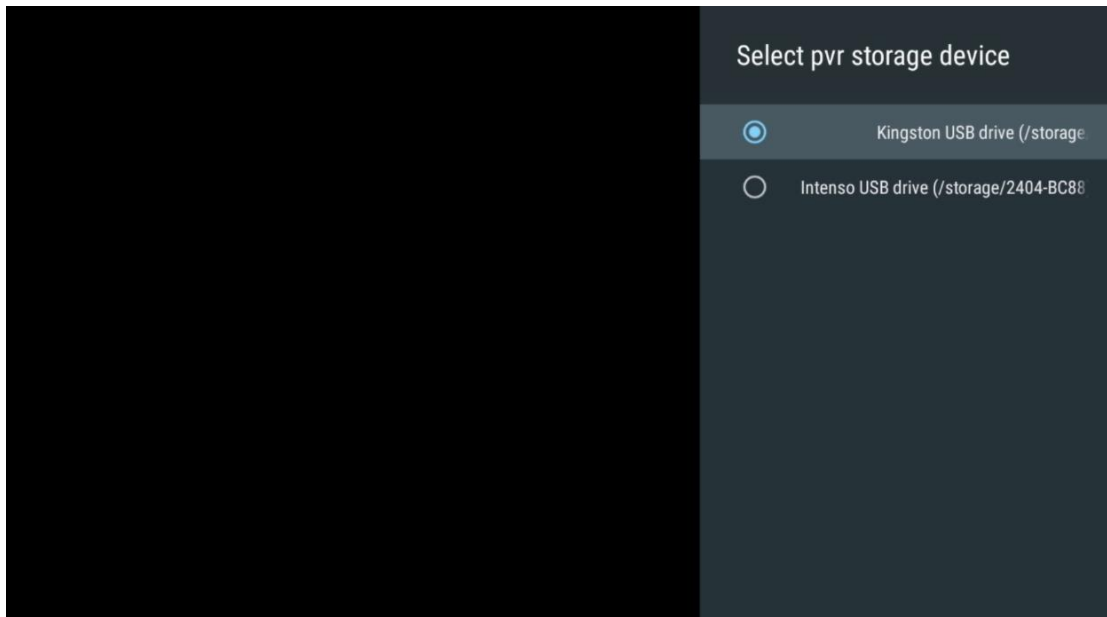 Select pvr storage device
Kingston USB drive (/storage
Intenso USB drive (/storage/2404-BC88